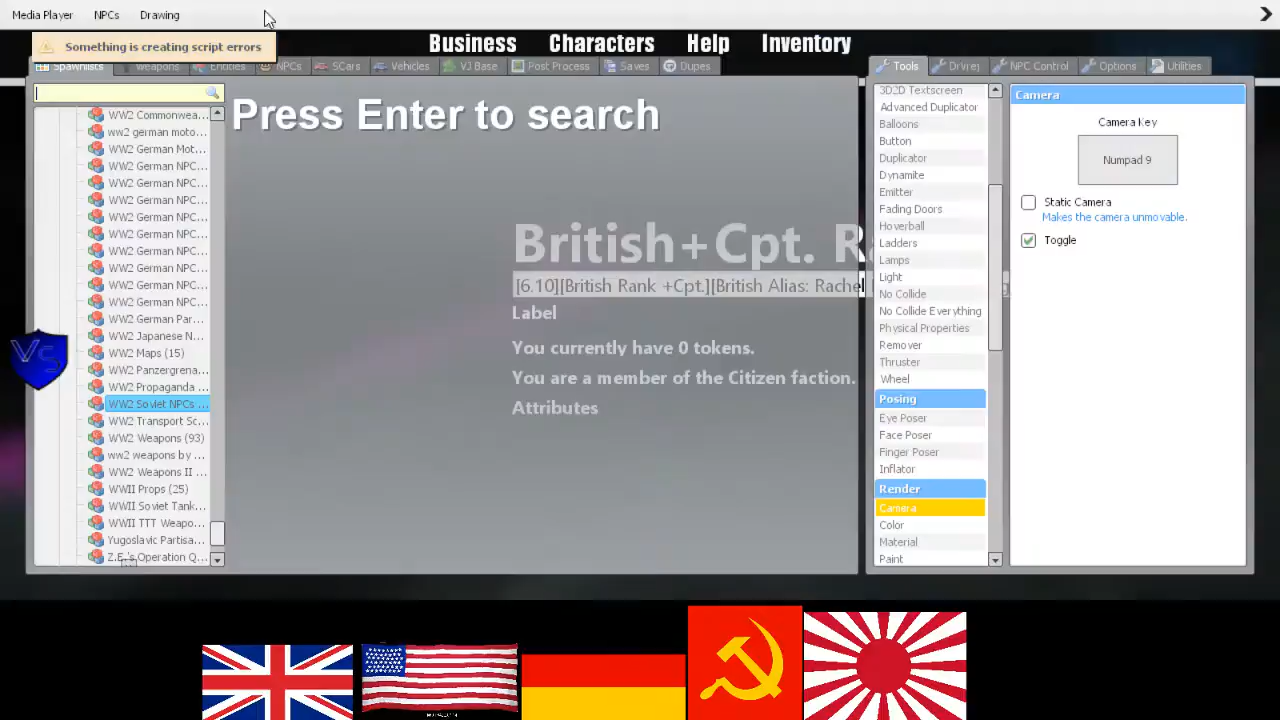 Media Player NPCs Drawing
Something is creating script errors
Business Characters Help Inventory
Spawnlists Weapons Entities NPCs SCars Vehicles VJ Base Post Process Saves Dupes
Tools NPC Control Options Utilities
Press Enter to search
WW2 Commonwea...
ww2 german moto...
WW2 German Mot...
WW2 German NPC...
WW2 German NPC...
WW2 German NPC...
WW2 German NPC...
WW2 German NPC...
WW2 German NPC...
WW2 German NPC...
WW2 German NPC...
WW2 German NPC...
WW2 German Par...
WW2 Japanese N...
WW2 Maps (15)
WW2 Panzergrena...
WW2 Propaganda ...
WW2 Soviet NPCs ...
WW2 Transport Sc...
WW2 Weapons (93)
ww2 weapons by ...
WW2 Weapons II ...
WWII Props (25)
WWII Soviet Tank...
WWII TTT Weapo...
Yugoslavic Partisa...
Z.E.'s Operation Q...
VS
British+Cpt. R
[6.10][British Rank +Cpt.][British Alias: Rachel
Label
You currently have 0 tokens.
You are a member of the Citizen faction.
Attributes
3D2D Textscreen
Advanced Duplicator
Balloons
Button
Duplicator
Dynamite
Emitter
Fading Doors
Hoverball
Ladders
Lamps
Light
No Collide
No Collide Everything
Physical Properties
Remover
Thruster
Wheel
Posing
Eye Poser
Face Poser
Finger Poser
Inflator
Render
Camera
Color
Material
Paint
Camera
Camera Key
Numpad 9
Static Camera
Makes the camera unmovable.
Toggle